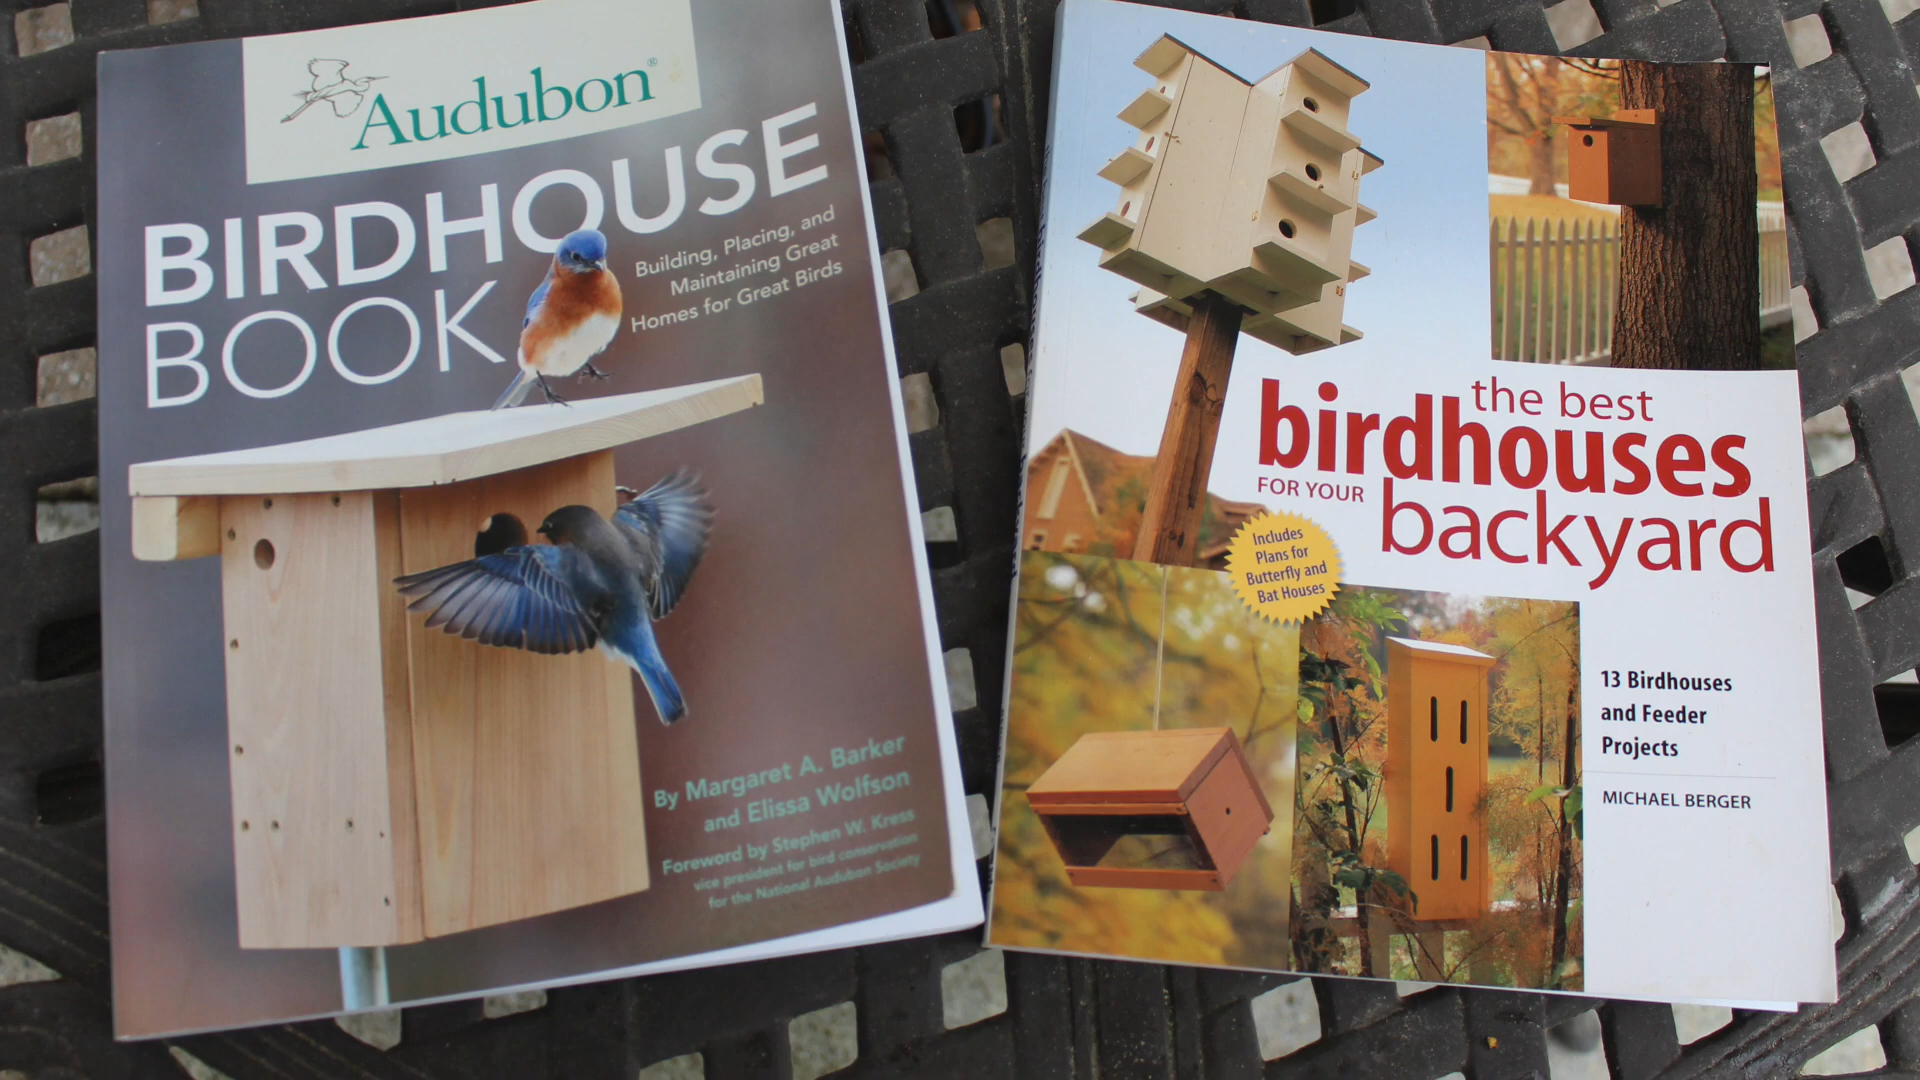 Audubon®
BIRDHOUSE
BOOK
Building, Placing, and
Maintaining Great
Homes for Great Birds
By Margaret A. Barker
and Elissa Wolfson
Foreword by Stephen W. Kress
vice president for bird conservation
for the National Audubon Society
the best
birdhouses
FOR YOUR
backyard
Includes
Plans for
Butterfly and
Bat Houses
13 Birdhouses
and Feeder
Projects
MICHAEL BERGER